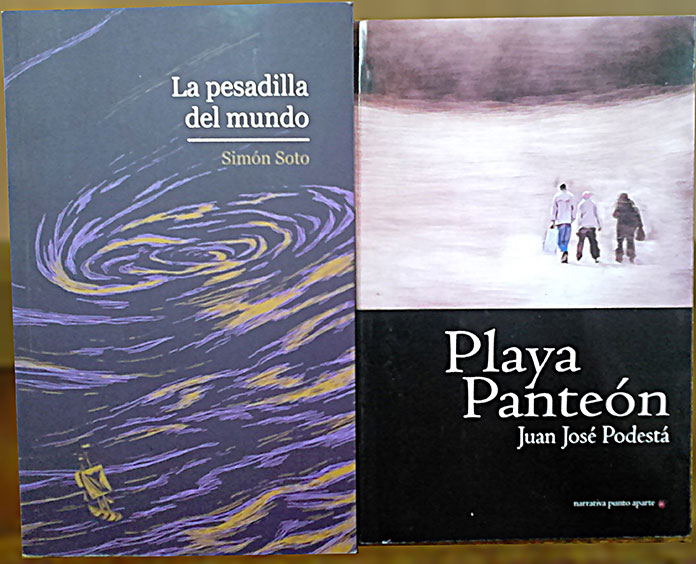 La pesadilla
del mundo
Simón Soto
Playa
Panteón
Juan José Podestá
narrativa punto aparte